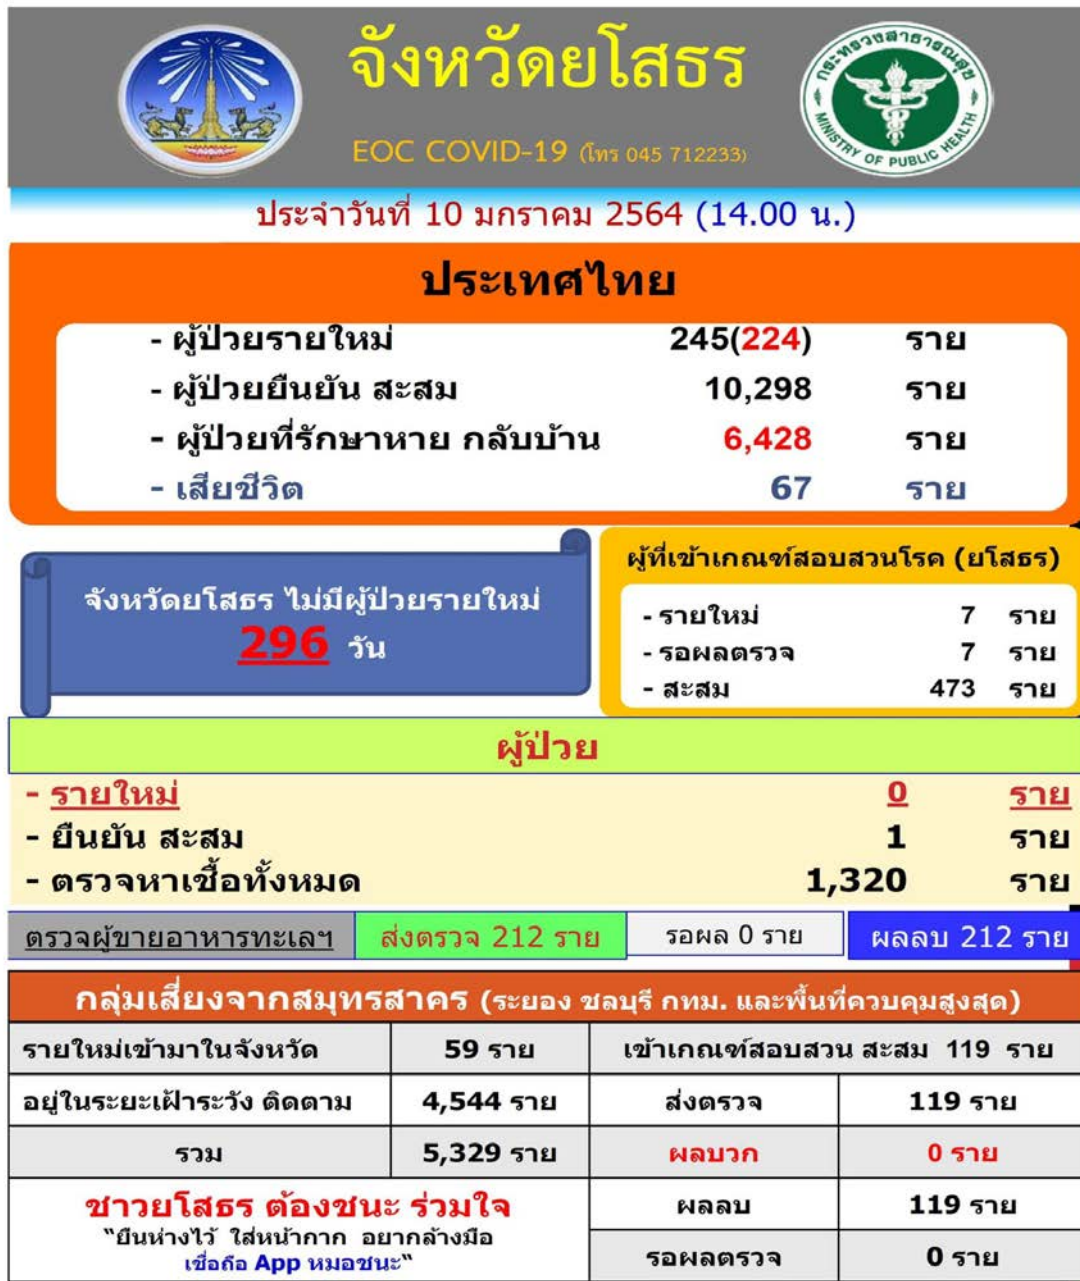 จังหวัดยโสธร
EOC COVID-19 (โทร 045 712233)
กระทรวงสาธารณสุข
MINISTRY OF PUBLIC HEALTH
ประจำวันที่ 10 มกราคม 2564 (14.00 น.)
ประเทศไทย
- ผู้ป่วยรายใหม่ 245(224) ราย
- ผู้ป่วยยืนยัน สะสม 10,298 ราย
- ผู้ป่วยที่รักษาหาย กลับบ้าน 6,428 ราย
- เสียชีวิต 67 ราย
จังหวัดยโสธร ไม่มีผู้ป่วยรายใหม่
296 วัน
ผู้ที่เข้าเกณฑ์สอบสวนโรค (ยโสธร)
- รายใหม่ 7 ราย
- รอผลตรวจ 7 ราย
- สะสม 473 ราย
ผู้ป่วย
- รายใหม่ 0 ราย
- ยืนยัน สะสม 1 ราย
- ตรวจหาเชื้อทั้งหมด 1,320 ราย
ตรวจผู้ขายอาหารทะเลฯ ส่งตรวจ 212 ราย รอผล 0 ราย ผลลบ 212 ราย
กลุ่มเสี่ยงจากสมุทรสาคร (ระยอง ชลบุรี กทม. และพื้นที่ควบคุมสูงสุด)
รายใหม่เข้ามาในจังหวัด 59 ราย เข้าเกณฑ์สอบสวน สะสม 119 ราย
อยู่ในระยะเฝ้าระวัง ติดตาม 4,544 ราย ส่งตรวจ 119 ราย
รวม 5,329 ราย ผลบวก 0 ราย
ชาวยโสธร ต้องชนะ ร่วมใจ ผลลบ 119 ราย
"ยืนห่างไว้ ใส่หน้ากาก อยากล้างมือ
เชื่อถือ App หมอชนะ" รอผลตรวจ 0 ราย